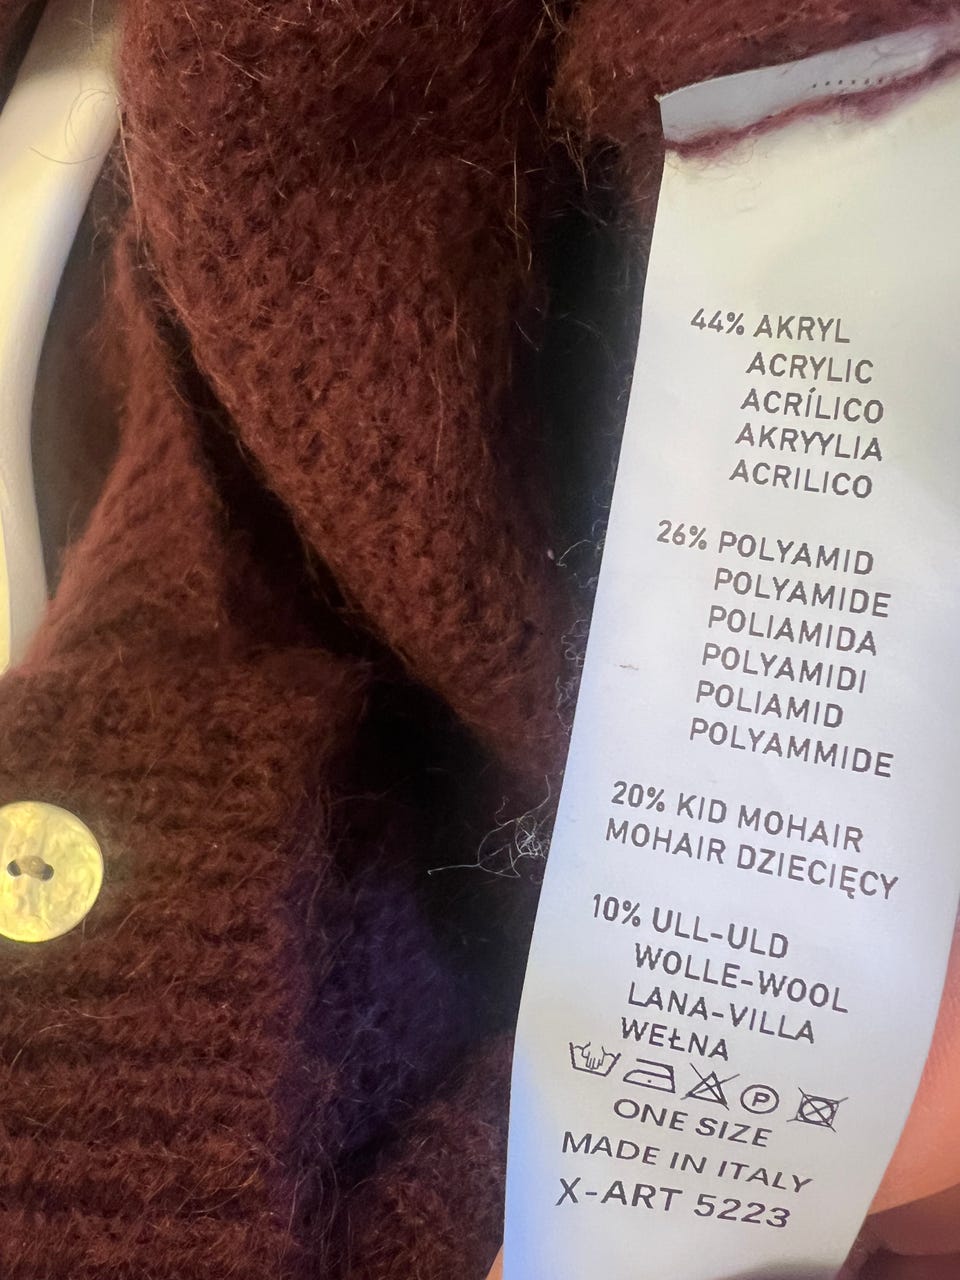 44% AKRYL
ACRYLIC
ACRÍLICO
AKRYYLIA
ACRILICO
26% POLYAMID
POLYAMIDE
POLIAMIDA
POLYAMIDI
POLIAMID
POLYAMMIDE
20% KID MOHAIR
MOHAIR DZIECIĘCY
10% ULL-ULD
WOLLE-WOOL
LANA-VILLA
WEŁNA
P
ONE SIZE
MADE IN ITALY
X-ART 5223